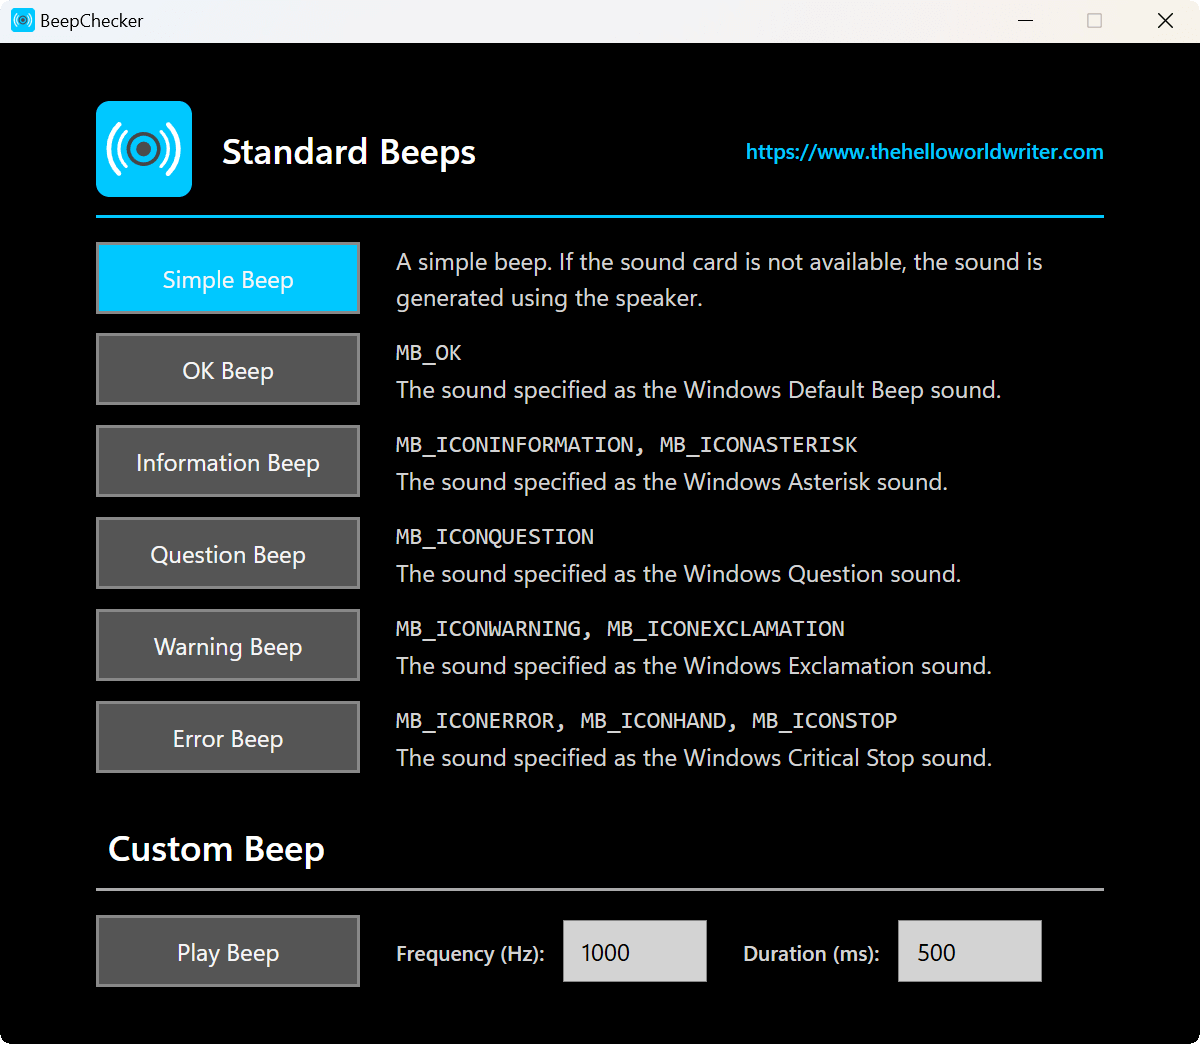 BeepChecker
Standard Beeps
https://www.thehelloworldwriter.com
Simple Beep
A simple beep. If the sound card is not available, the sound is
generated using the speaker.
OK Beep
MB_OK
The sound specified as the Windows Default Beep sound.
Information Beep
MB_ICONINFORMATION, MB_ICONASTERISK
The sound specified as the Windows Asterisk sound.
Question Beep
MB_ICONQUESTION
The sound specified as the Windows Question sound.
Warning Beep
MB_ICONWARNING, MB_ICONEXCLAMATION
The sound specified as the Windows Exclamation sound.
Error Beep
MB_ICONERROR, MB_ICONHAND, MB_ICONSTOP
The sound specified as the Windows Critical Stop sound.
Custom Beep
Play Beep
Frequency (Hz): 1000
Duration (ms): 500